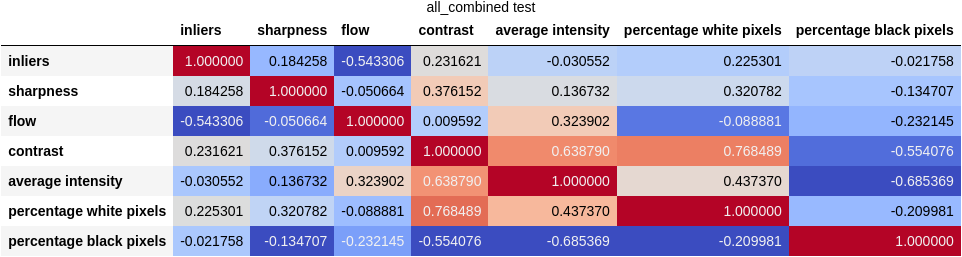 all_combined test
inliers sharpness flow contrast average intensity percentage white pixels percentage black pixels
inliers 1.000000 0.184258 -0.543306 0.231621 -0.030552 0.225301 -0.021758
sharpness 0.184258 1.000000 -0.050664 0.376152 0.136732 0.320782 -0.134707
flow -0.543306 -0.050664 1.000000 0.009592 0.323902 -0.088881 -0.232145
contrast 0.231621 0.376152 0.009592 1.000000 0.638790 0.768489 -0.554076
average intensity -0.030552 0.136732 0.323902 0.638790 1.000000 0.437370 -0.685369
percentage white pixels 0.225301 0.320782 -0.088881 0.768489 0.437370 1.000000 -0.209981
percentage black pixels -0.021758 -0.134707 -0.232145 -0.554076 -0.685369 -0.209981 1.000000